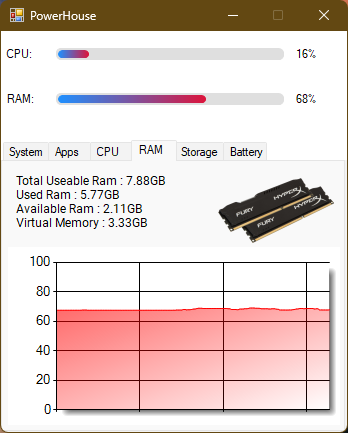 PowerHouse
CPU: 16%
RAM: 68%
System Apps CPU RAM Storage Battery
Total Useable Ram : 7.88GB
Used Ram : 5.77GB
Available Ram : 2.11GB
Virtual Memory : 3.33GB
FURY HYPERX
FURY HYPERX
100
80
60
40
20
0